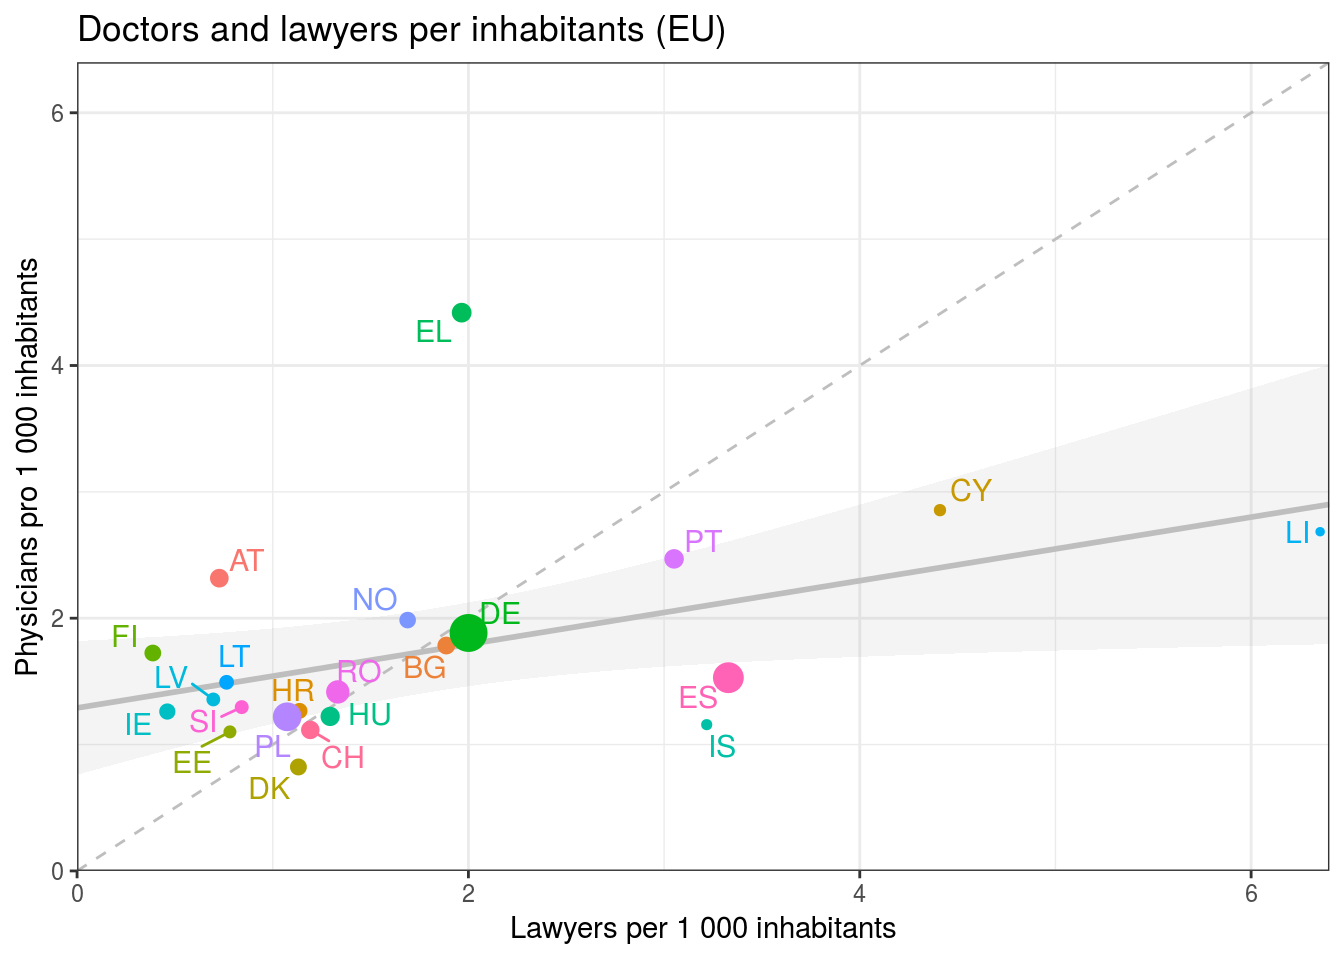 Doctors and lawyers per inhabitants (EU)
Physicians pro 1 000 inhabitants
6
4
2
0
EL
CY
PT
LI
AT
NO
DE
FI
LT
BG
LV
RO
HR
ES
SI
HU
IE
PL
IS
EE
CH
DK
0
2
4
6
Lawyers per 1 000 inhabitants